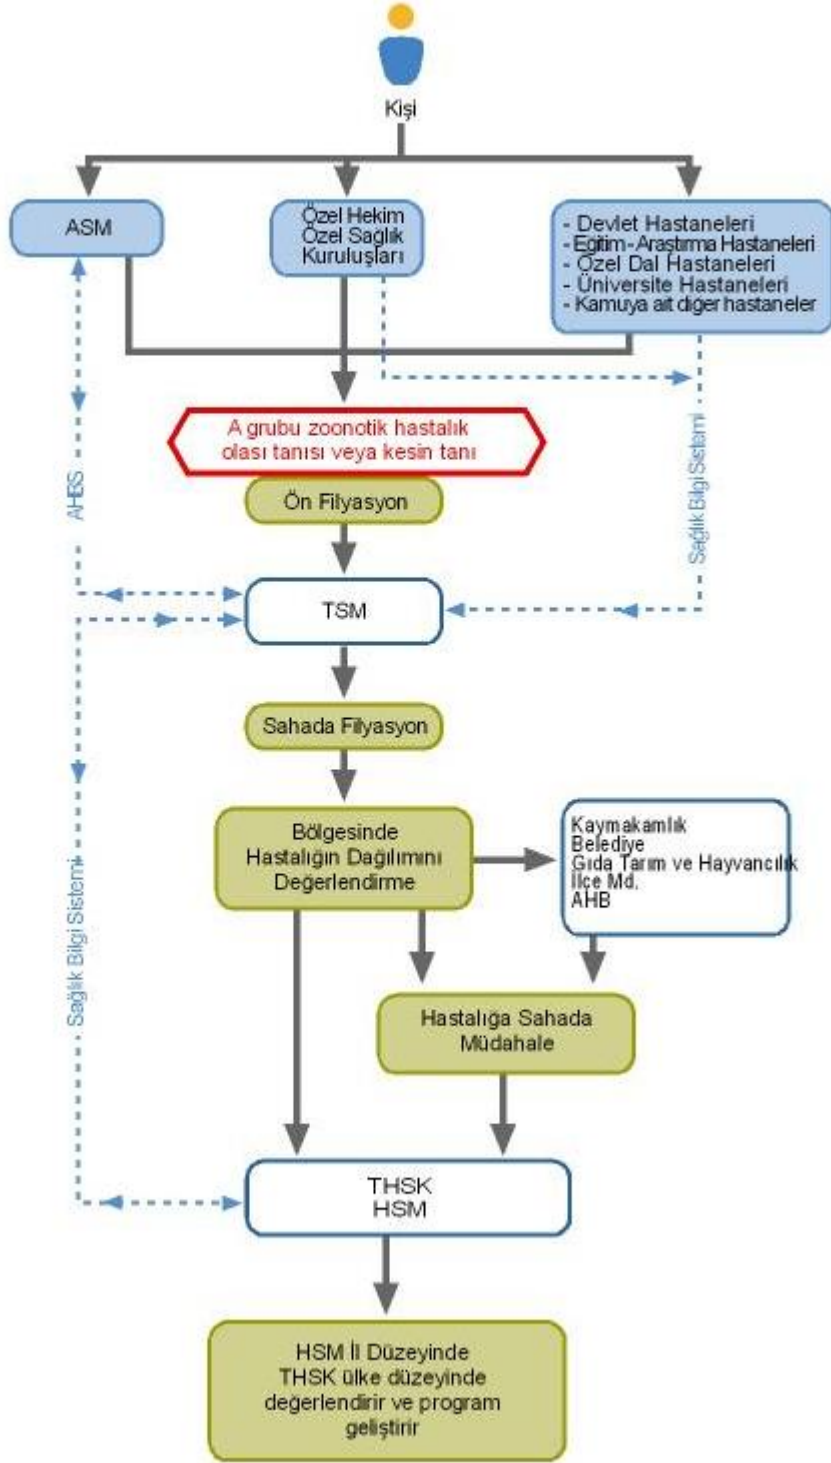 Kişi
ASM
Özel Hekim
Özel Sağlık
Kuruluşları
- Devlet Hastaneleri
- Eğitim-Araştırma Hastaneleri
- Özel Dal Hastaneleri
- Üniversite Hastaneleri
- Kamuya ait diğer hastaneler
A grubu zoonotik hastalık
olası tanısı veya kesin tanı
Ön Filyasyon
AHBS
Sağlık Bilgi Sistemi
TSM
Sahada Filyasyon
Bölgesinde
Hastalığın Dağılımını
Değerlendirme
Kaymakamlık
Belediye
Gıda Tarım ve Hayvancılık
İlce Md.
AHB
Sağlık Bilgi Sistemi
Hastalığa Sahada
Müdahale
THSK
HSM
HSM İl Düzeyinde
THSK ülke düzeyinde
değerlendirir ve program
geliştirir